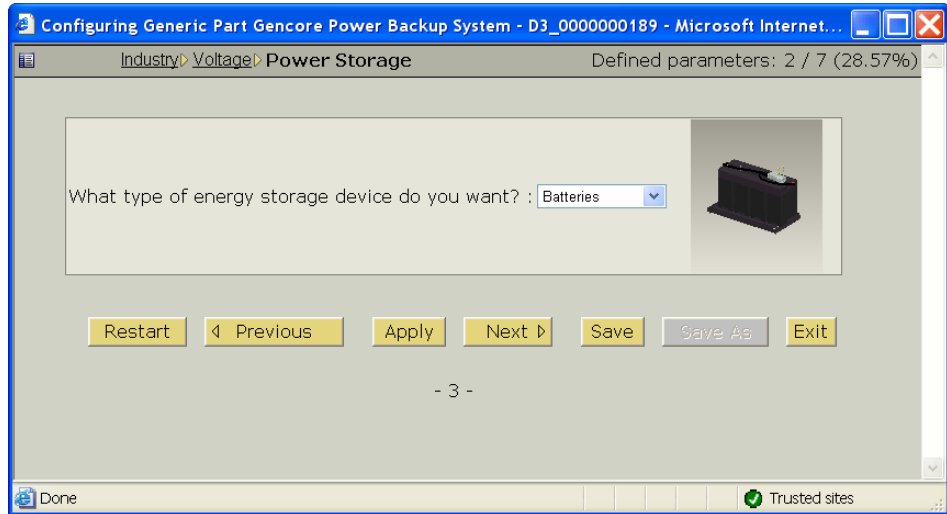 Configuring Generic Part Gencore Power Backup System - D3_0000000189 - Microsoft Internet...
Industry Voltage Power Storage Defined parameters: 2 / 7 (28.57%)
What type of energy storage device do you want? : Batteries
Restart Previous Apply Next Save Save As Exit
- 3 -
Done Trusted sites